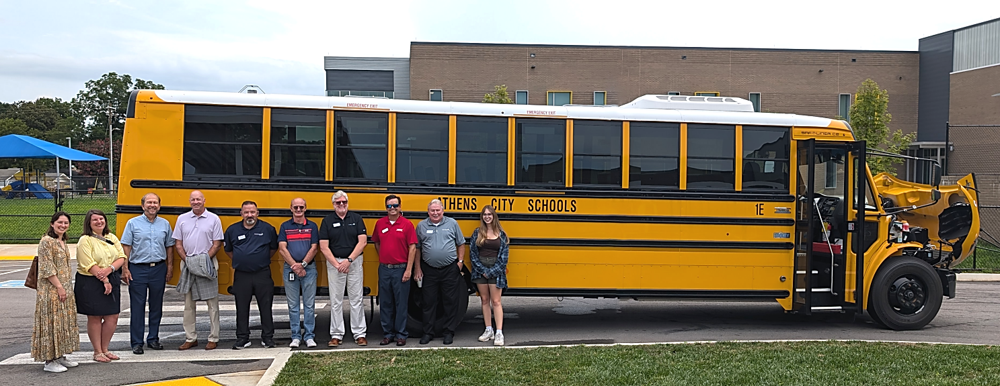 EMERGENCY EXIT
EMERGENCY EXIT
SAF-T-LINER C2
ATHENS CITY SCHOOLS
1E